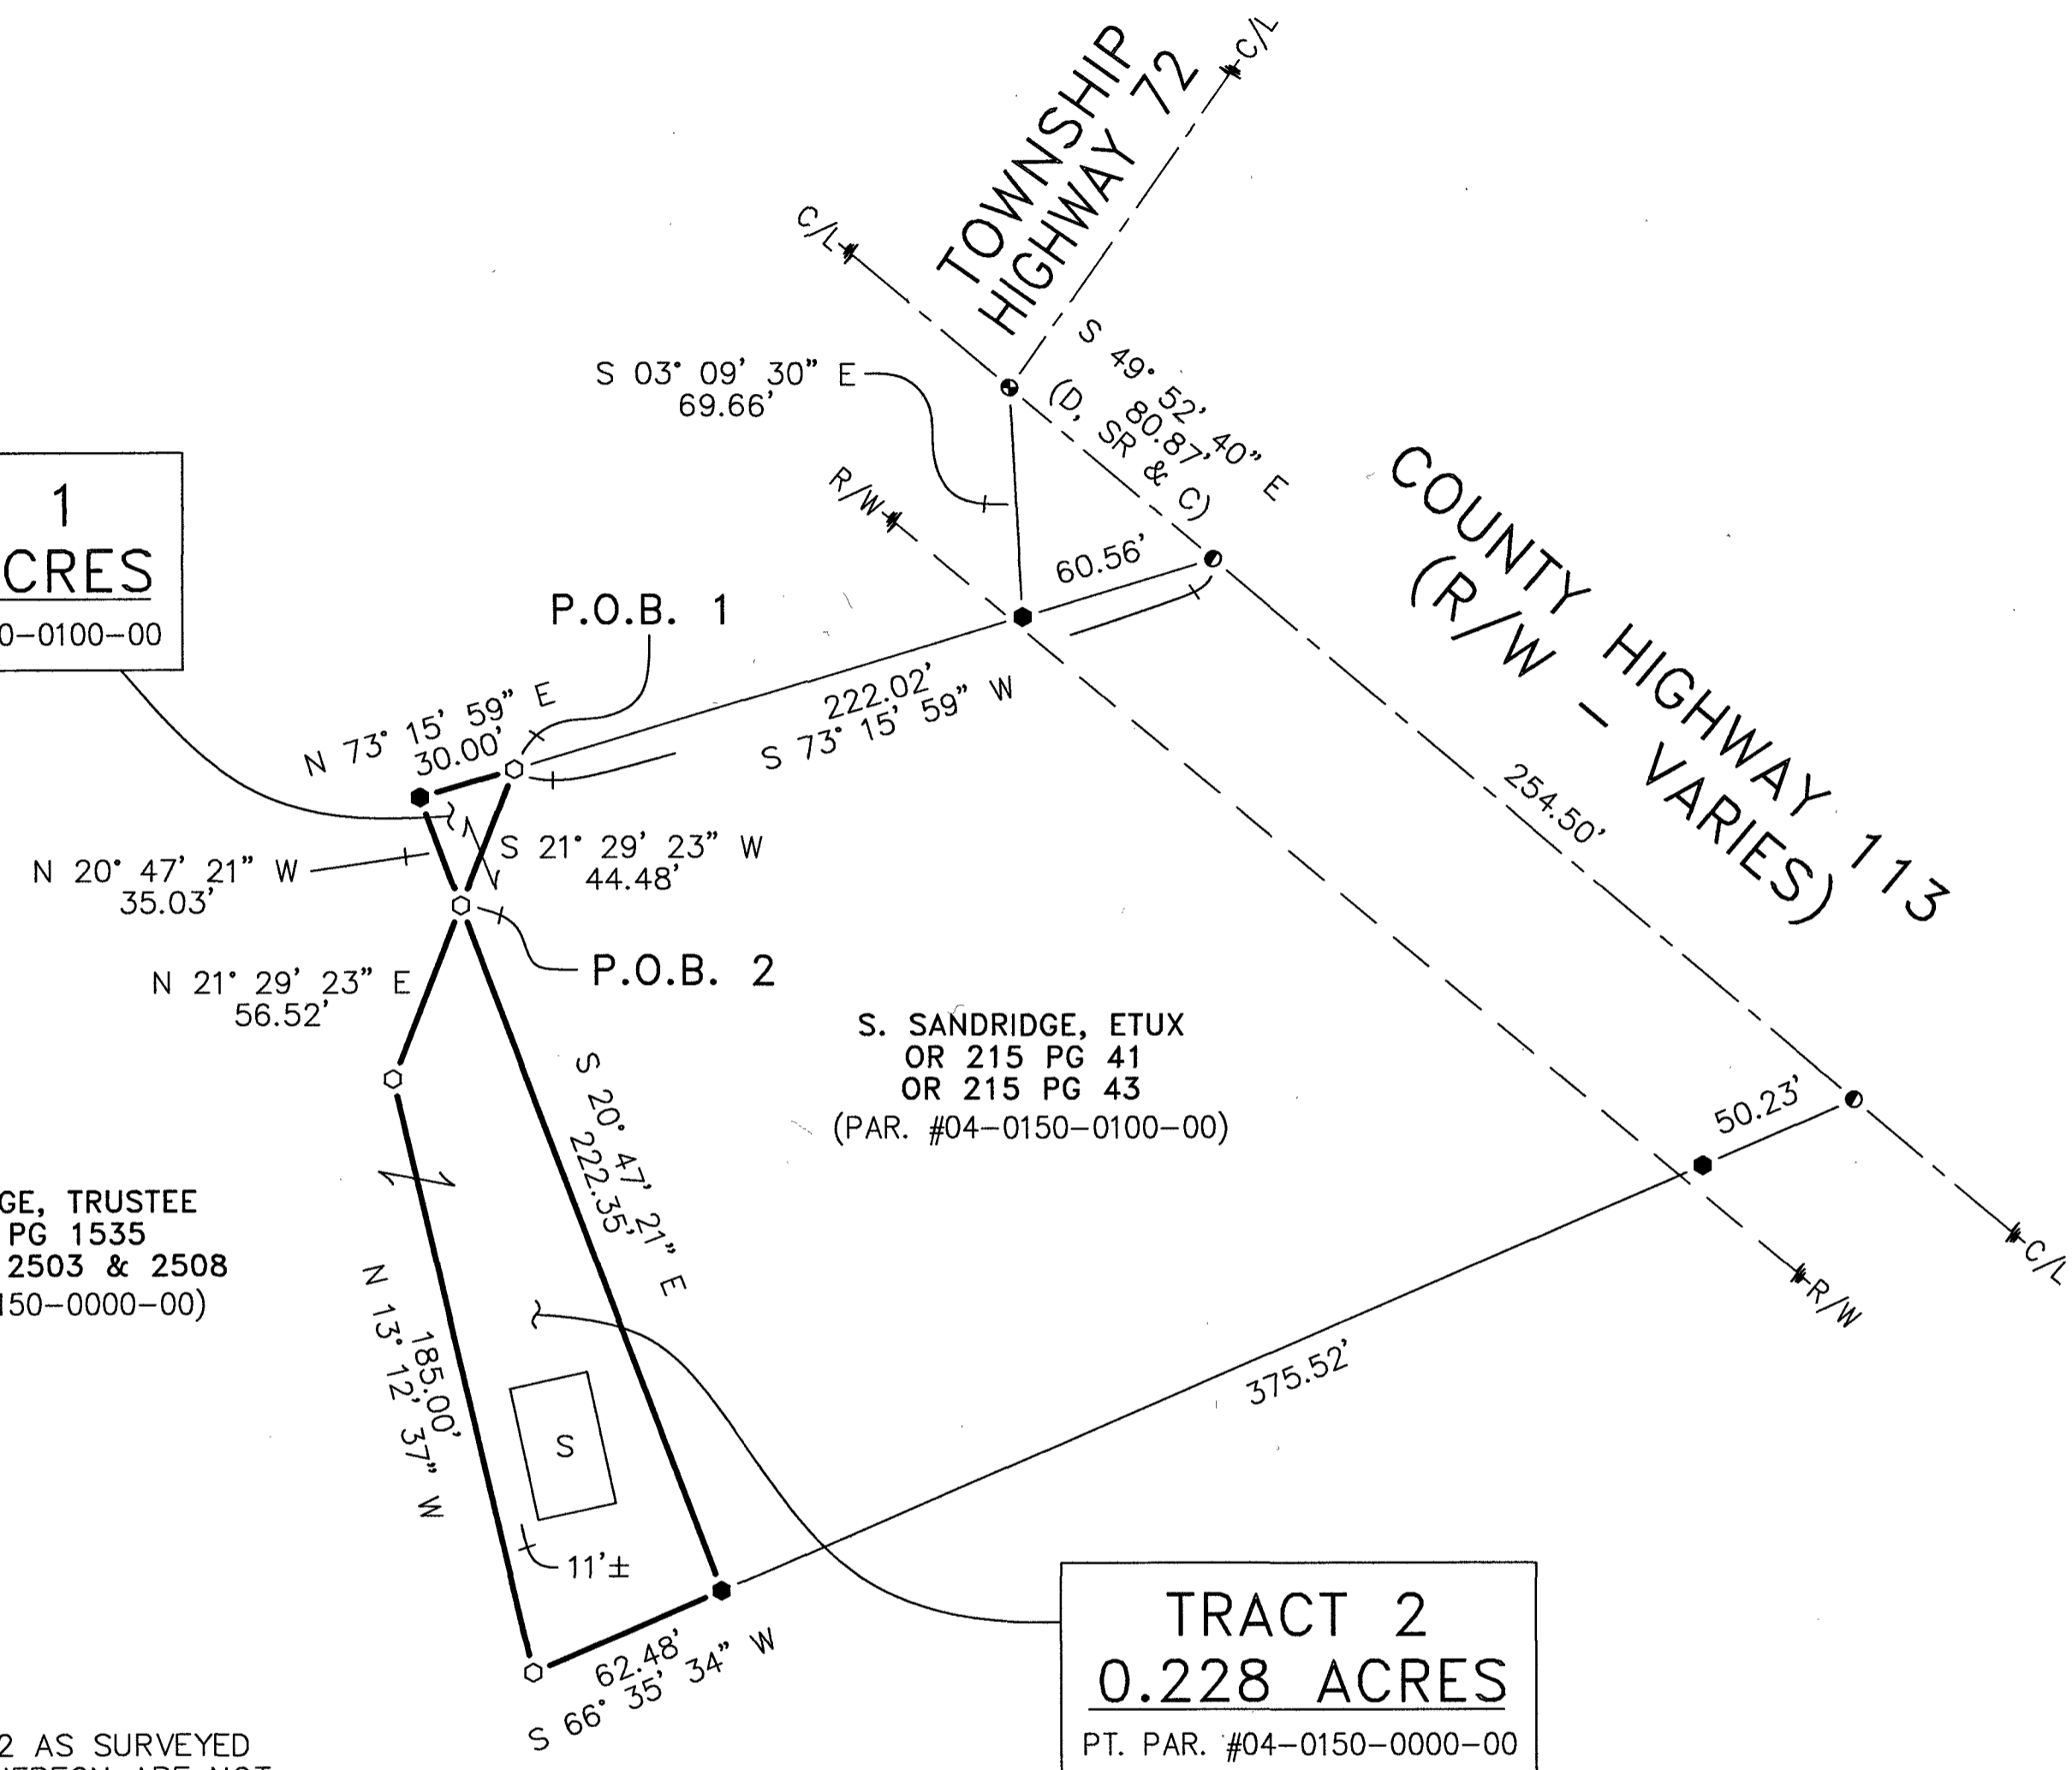 C/L
TOWNSHIP
HIGHWAY 72
C/L
S 03° 09' 30" E
69.66'
S 49° 52' 40" E
80.87'
(D, SR & C)
R/W
COUNTY HIGHWAY 113
(R/W - VARIES)
1
CRES
0-0100-00
60.56'
P.O.B. 1
222.02'
S 73° 15' 59" W
N 73° 15' 59" E
30.00'
254.50'
S 21° 29' 23" W
44.48'
N 20° 47' 21" W
35.03'
P.O.B. 2
N 21° 29' 23" E
56.52'
S. SANDRIDGE, ETUX
OR 215 PG 41
OR 215 PG 43
(PAR. #04-0150-0100-00)
50.23'
S 20° 47' 21" E
222.35'
GE, TRUSTEE
PG 1535
2503 & 2508
150-0000-00)
C/L
R/W
185.00'
N 13° 12' 37" W
375.52'
S
11'±
62.48'
S 66° 35' 34" W
TRACT 2
0.228 ACRES
PT. PAR. #04-0150-0000-00
2 AS SURVEYED
ARE NOT